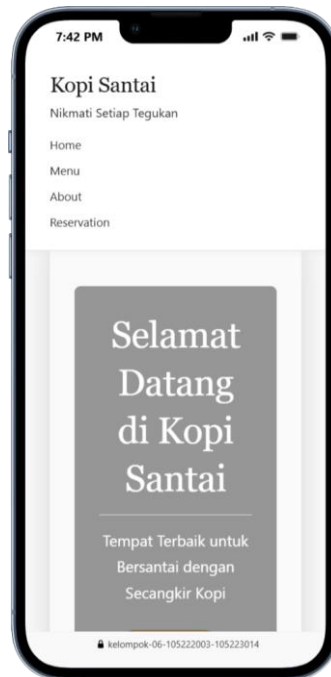 7:42 PM
Kopi Santai
Nikmati Setiap Tegukan
Home
Menu
About
Reservation
Selamat
Datang
di Kopi
Santai
Tempat Terbaik untuk
Bersantai dengan
Secangkir Kopi
kelompok-06-105222003-105223014